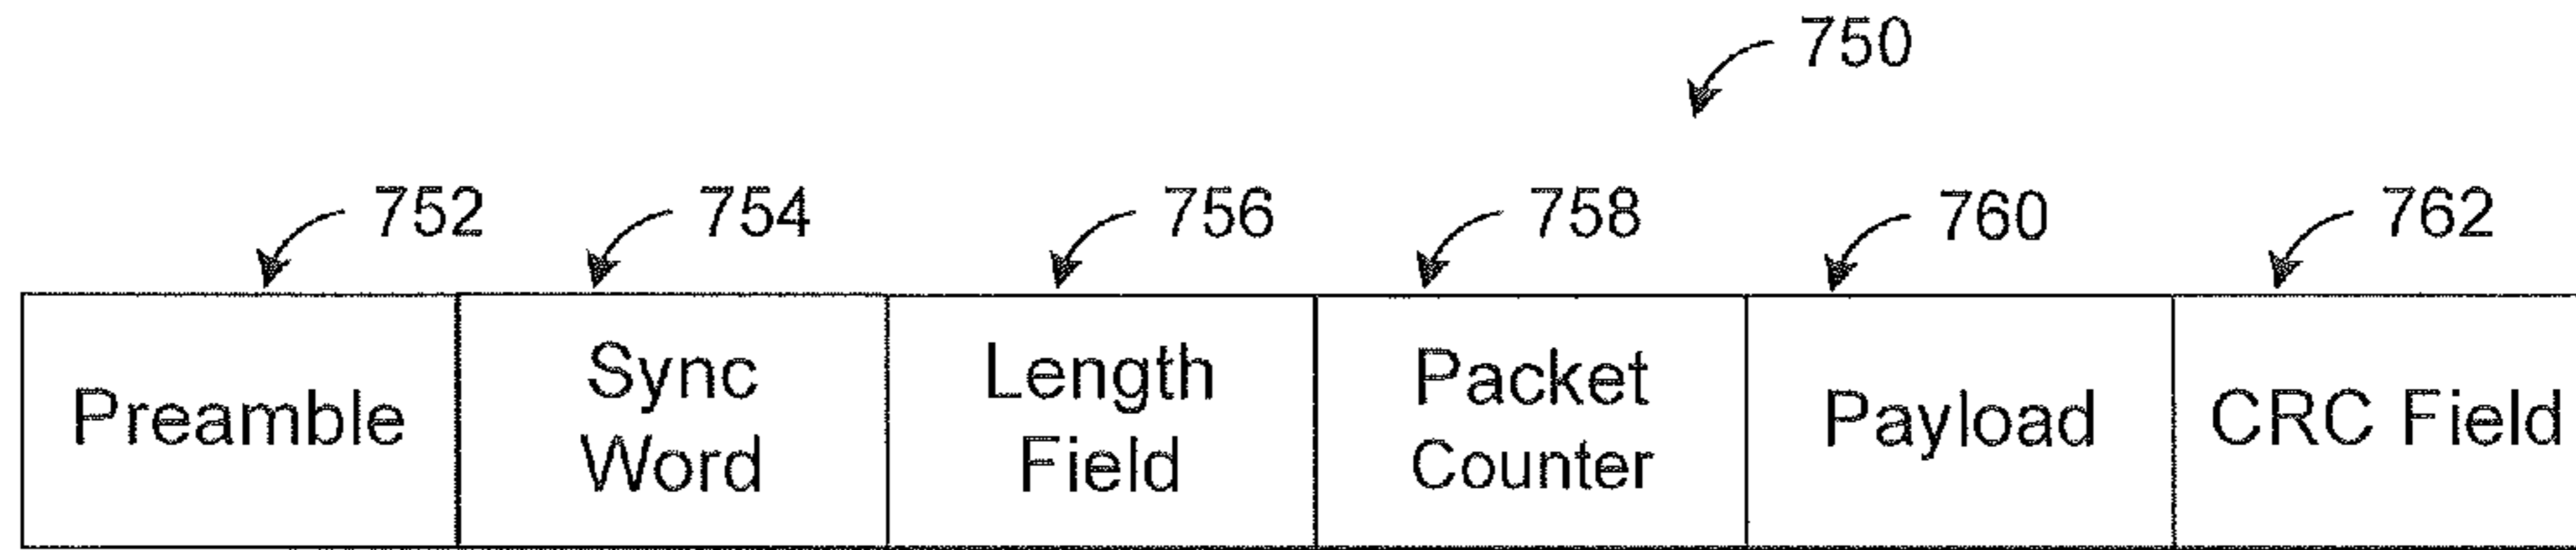 750
752
754
756
758
760
762
Preamble
Sync
Word
Length
Field
Packet
Counter
Payload
CRC Field